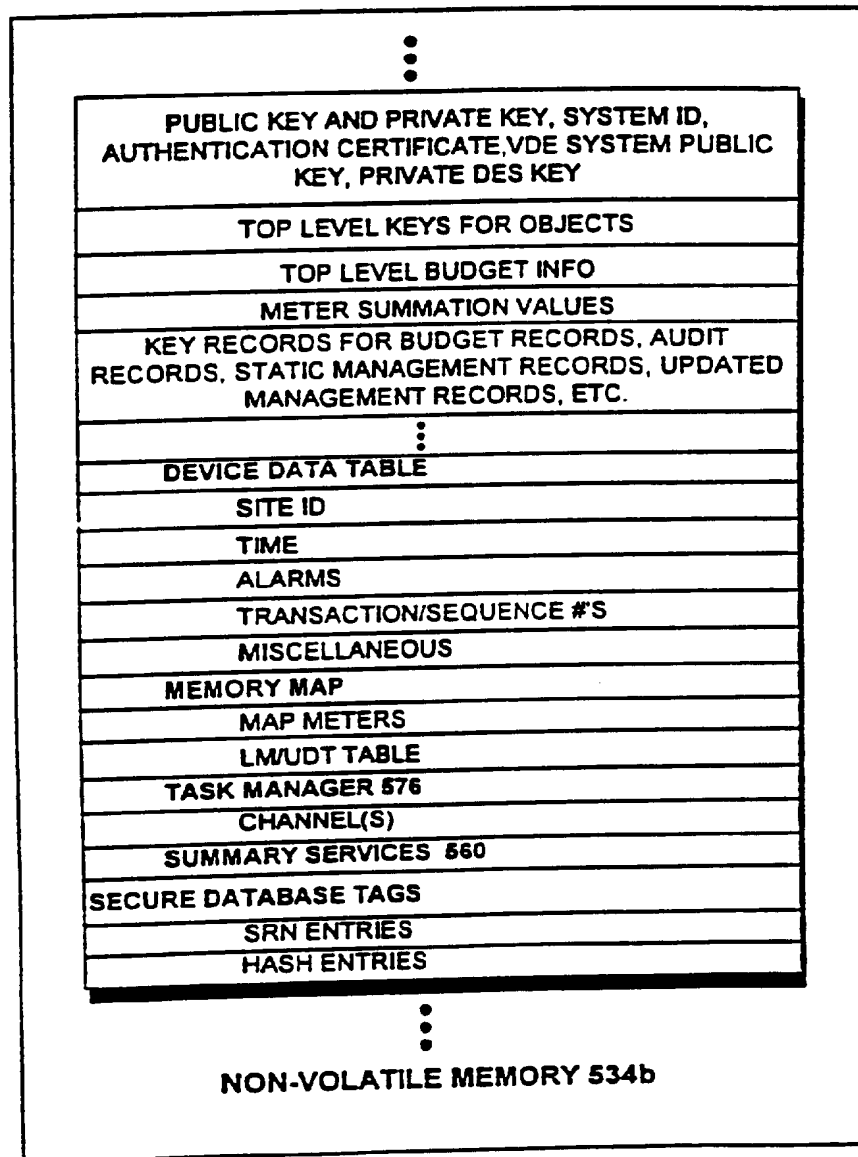 PUBLIC KEY AND PRIVATE KEY, SYSTEM ID,
AUTHENTICATION CERTIFICATE,VDE SYSTEM PUBLIC
KEY, PRIVATE DES KEY
TOP LEVEL KEYS FOR OBJECTS
TOP LEVEL BUDGET INFO
METER SUMMATION VALUES
KEY RECORDS FOR BUDGET RECORDS, AUDIT
RECORDS, STATIC MANAGEMENT RECORDS, UPDATED
MANAGEMENT RECORDS, ETC.
DEVICE DATA TABLE
SITE ID
TIME
ALARMS
TRANSACTION/SEQUENCE #'S
MISCELLANEOUS
MEMORY MAP
MAP METERS
LM/UDT TABLE
TASK MANAGER 576
CHANNEL(S)
SUMMARY SERVICES 560
SECURE DATABASE TAGS
SRN ENTRIES
HASH ENTRIES
NON-VOLATILE MEMORY 534b